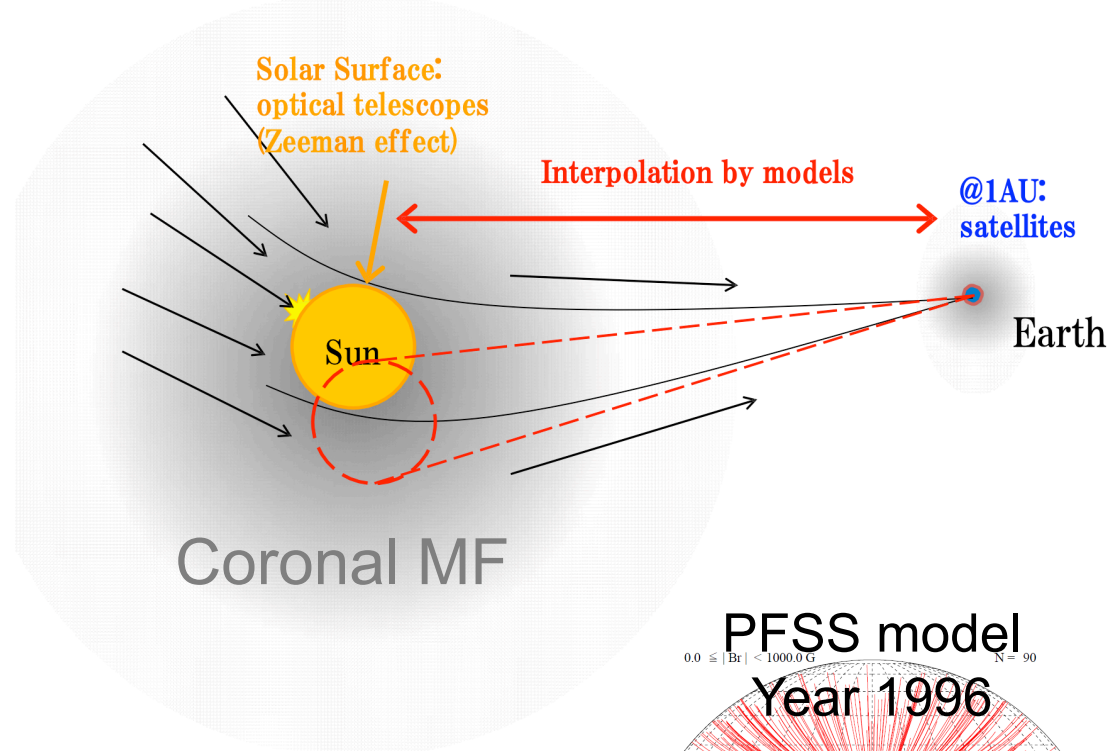 Solar Surface:
optical telescopes
(Zeeman effect)
Interpolation by models
@1AU:
satellites
Earth
Sun
Coronal MF
PFSS model
0.0 ≦ | Br | < 1000.0 G
N = 90
Year 1996